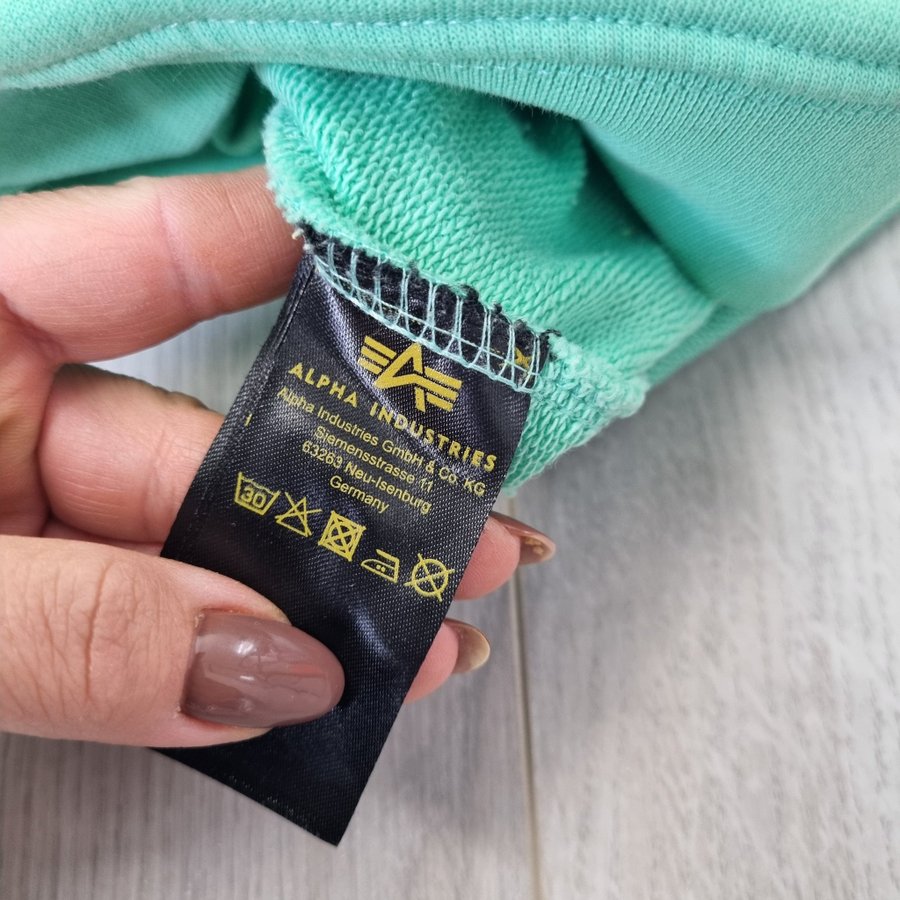 ALPHA INDUSTRIES
Alpha Industries GmbH & Co. KG
Siemensstrasse 11
63263 Neu-Isenburg
Germany
30